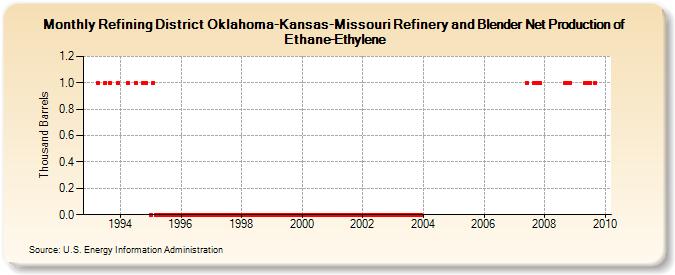 Monthly Refining District Oklahoma-Kansas-Missouri Refinery and Blender Net Production of
Ethane-Ethylene
Thousand Barrels
1.2
1.0
0.8
0.6
0.4
0.2
0.0
1994 1996 1998 2000 2002 2004 2006 2008 2010
Source: U.S. Energy Information Administration